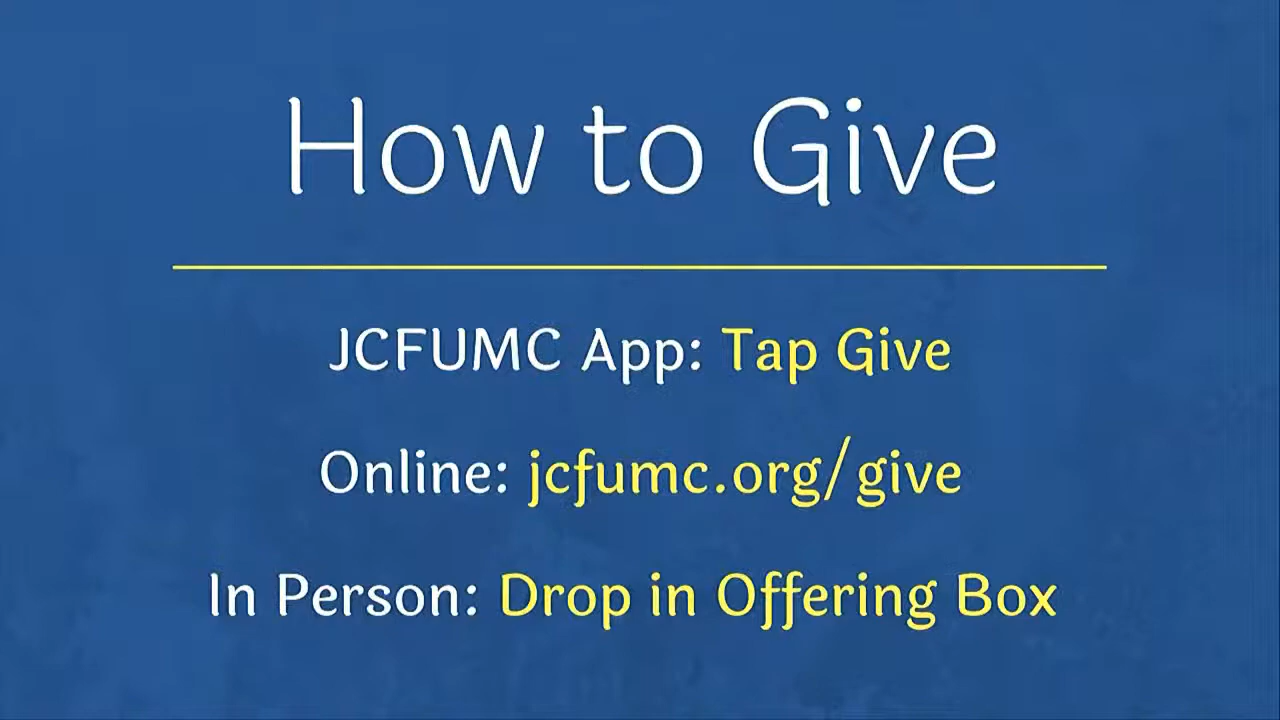 How to Give
JCFUMC App: Tap Give
Online: jcfumc.org/give
In Person: Drop in Offering Box